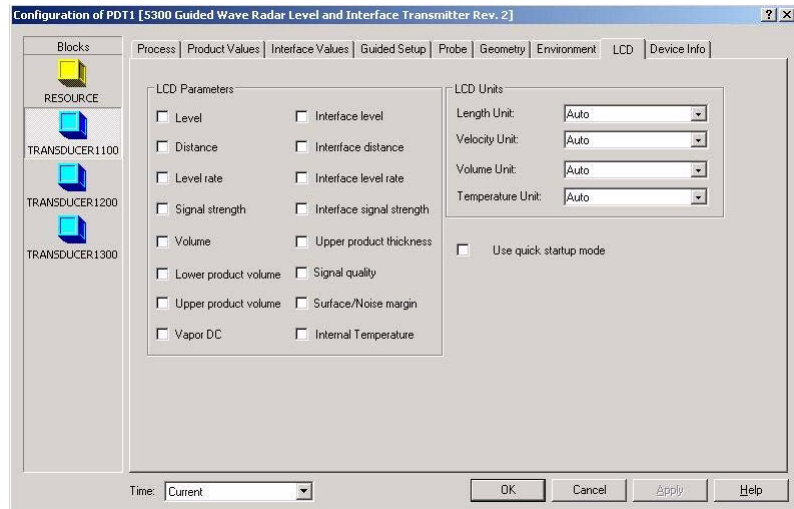 Configuration of PDT1 [5300 Guided Wave Radar Level and Interface Transmitter Rev. 2]
Blocks
RESOURCE
TRANSDUCER1100
TRANSDUCER1200
TRANSDUCER1300
Process Product Values Interface Values Guided Setup Probe Geometry Environment LCD Device Info
LCD Parameters
Level Interface level
Distance Interrface distance
Level rate Interface level rate
Signal strength Interface signal strength
Volume Upper product thickness
Lower product volume Signal quality
Upper product volume Surface/Noise margin
Vapor DC Internal Temperature
LCD Units
Length Unit: Auto
Velocity Unit: Auto
Volume Unit: Auto
Temperature Unit: Auto
Use quick startup mode
Time: Current
OK Cancel Apply Help